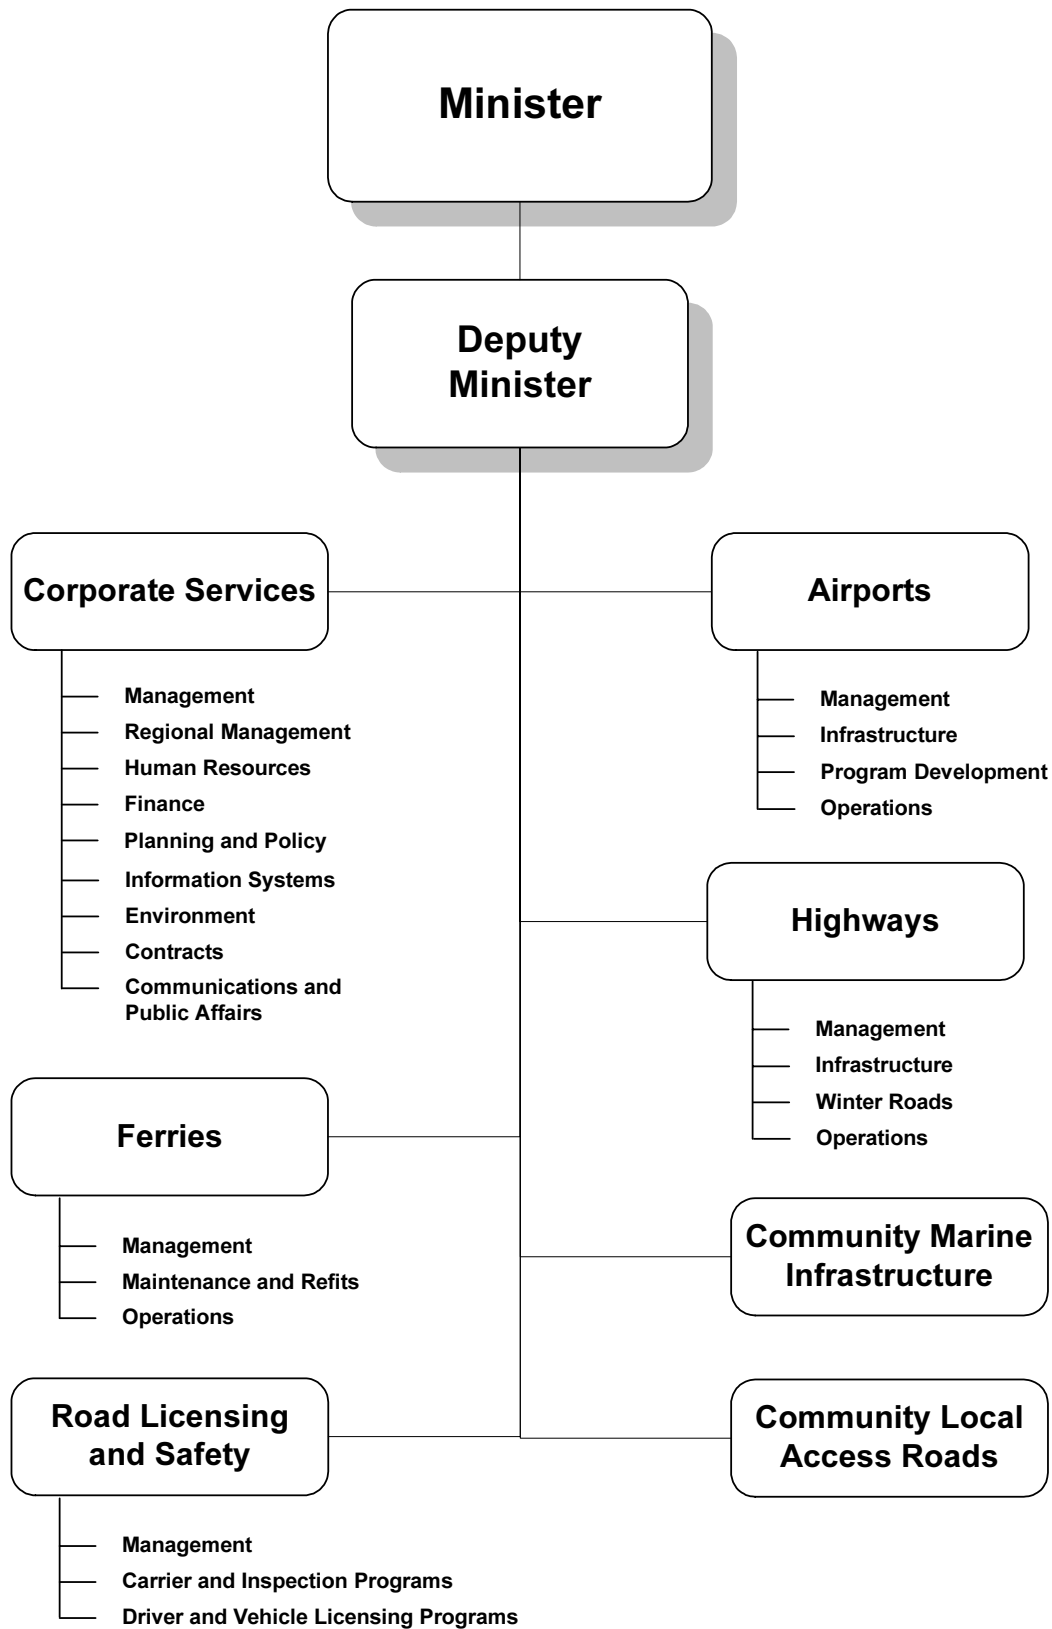 Minister
Deputy
Minister
Corporate Services
Management
Regional Management
Human Resources
Finance
Planning and Policy
Information Systems
Environment
Contracts
Communications and
Public Affairs
Airports
Management
Infrastructure
Program Development
Operations
Highways
Management
Infrastructure
Winter Roads
Operations
Ferries
Management
Maintenance and Refits
Operations
Community Marine
Infrastructure
Road Licensing
and Safety
Management
Carrier and Inspection Programs
Driver and Vehicle Licensing Programs
Community Local
Access Roads